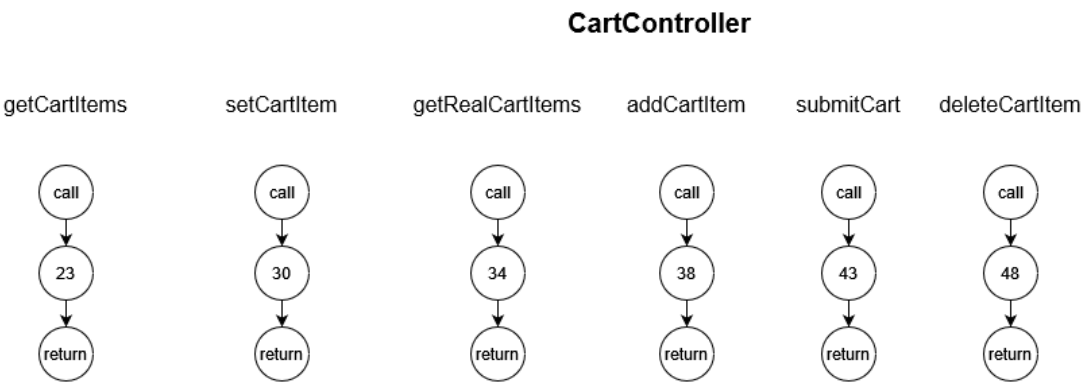 CartController
getCartItems setCartItem getRealCartItems addCartItem submitCart deleteCartItem
call call call call call call
23 30 34 38 43 48
return return return return return return